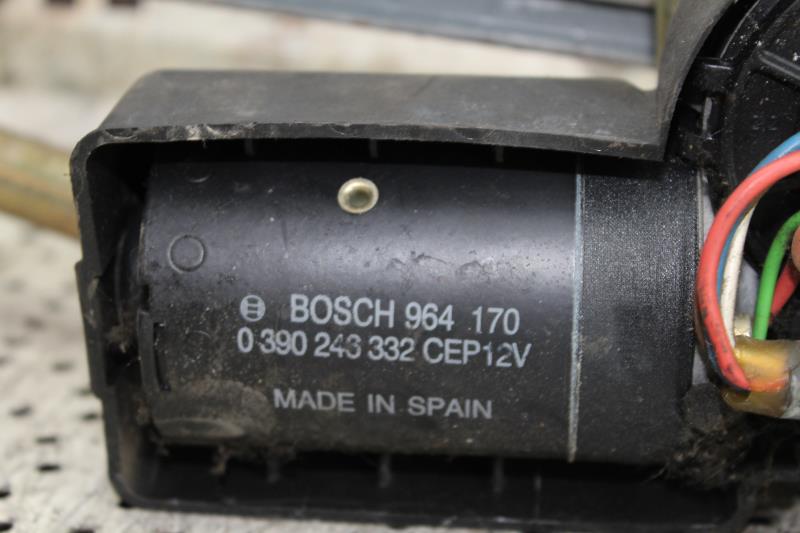 BOSCH 964 170
0 390 243 332 CEP12V
MADE IN SPAIN